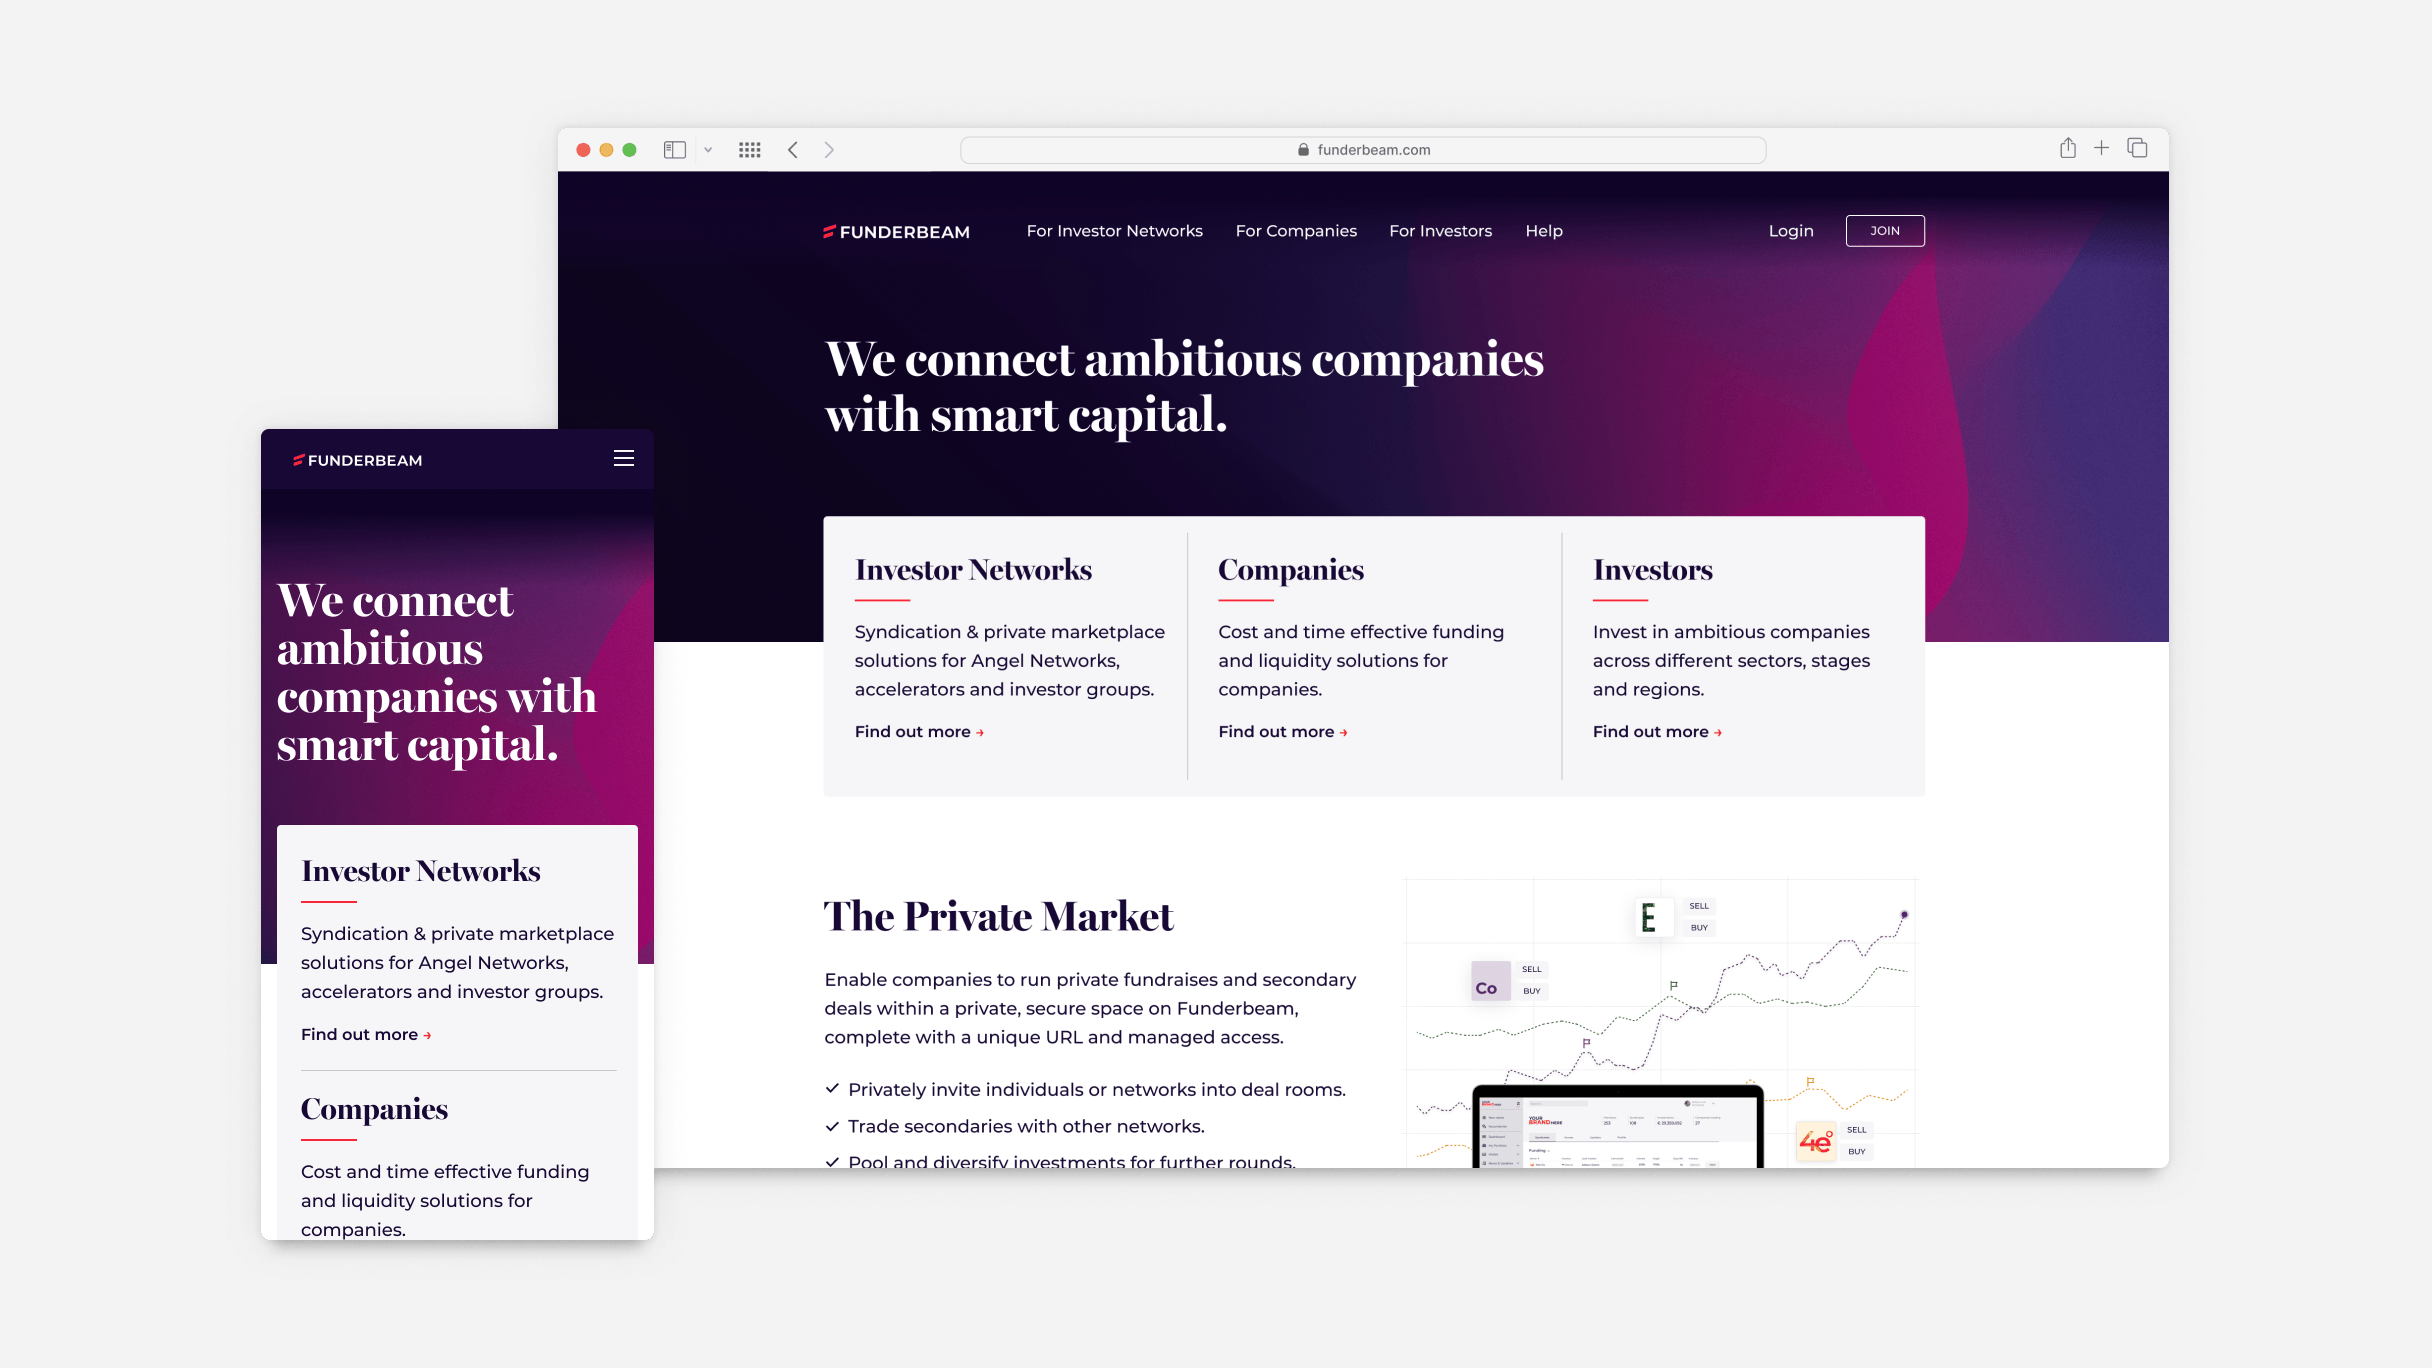 funderbeam.com
FUNDERBEAM
For Investor Networks
For Companies
For Investors
Help
Login
JOIN
We connect ambitious companies
with smart capital.
Investor Networks
Syndication & private marketplace
solutions for Angel Networks,
accelerators and investor groups.
Find out more →
Companies
Cost and time effective funding
and liquidity solutions for
companies.
Find out more →
Investors
Invest in ambitious companies
across different sectors, stages
and regions.
Find out more →
The Private Market
Enable companies to run private fundraises and secondary
deals within a private, secure space on Funderbeam,
complete with a unique URL and managed access.
Privately invite individuals or networks into deal rooms.
Trade secondaries with other networks.
Pool and diversify investments for further rounds.
E
SELL
BUY
Co
SELL
BUY
4e
SELL
BUY
YOUR
BRAND HERE
Funding
FUNDERBEAM
We connect
ambitious
companies with
smart capital.
Investor Networks
Syndication & private marketplace
solutions for Angel Networks,
accelerators and investor groups.
Find out more →
Companies
Cost and time effective funding
and liquidity solutions for
companies.